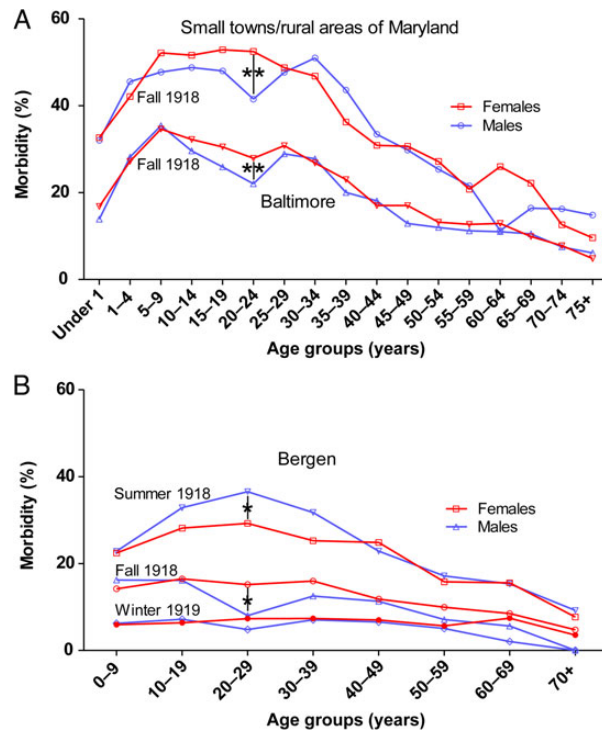 A
Small towns/rural areas of Maryland
60
40
20
0
Morbidity (%)
Fall 1918
**
Females
Males
Fall 1918
**
Baltimore
Under 1
1–4
5–9
10–14
15–19
20–24
25–29
30–34
35–39
40–44
45–49
50–54
55–59
60–64
65–69
70–74
75+
Age groups (years)
B
60
40
20
0
Morbidity (%)
Bergen
Summer 1918
*
Females
Males
Fall 1918
*
Winter 1919
0–9
10–19
20–29
30–39
40–49
50–59
60–69
70+
Age groups (years)